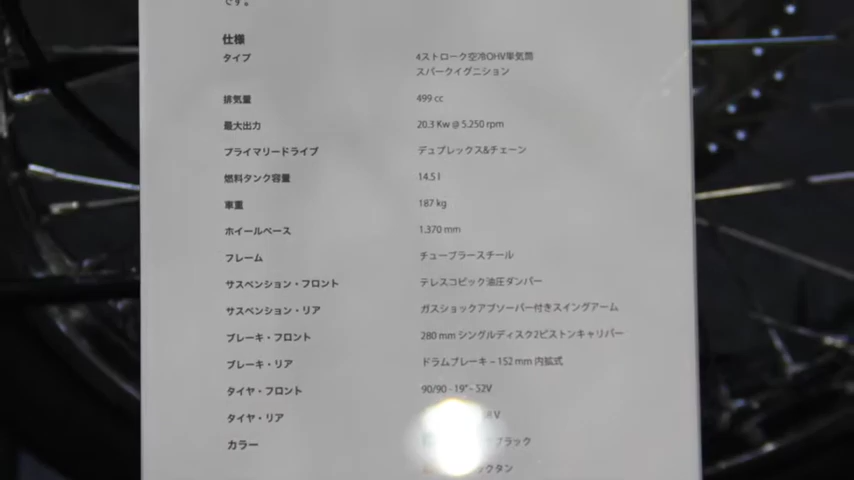 です。
仕様
タイプ 4ストローク空冷OHV単気筒
スパークイグニション
排気量 499 cc
最大出力 20.3 Kw @ 5.250 rpm
プライマリードライブ デュプレックス&チェーン
燃料タンク容量 14.5 l
車重 187 kg
ホイールベース 1.370 mm
フレーム チューブラースチール
サスペンション・フロント テレスコピック油圧ダンパー
サスペンション・リア ガスショックアブソーバー付きスイングアーム
ブレーキ・フロント 280 mm シングルディスク2ピストンキャリパー
ブレーキ・リア ドラムブレーキ – 152 mm 内拡式
タイヤ・フロント 90/90 - 19" - 52V
タイヤ・リア
カラー ブラック
クタン